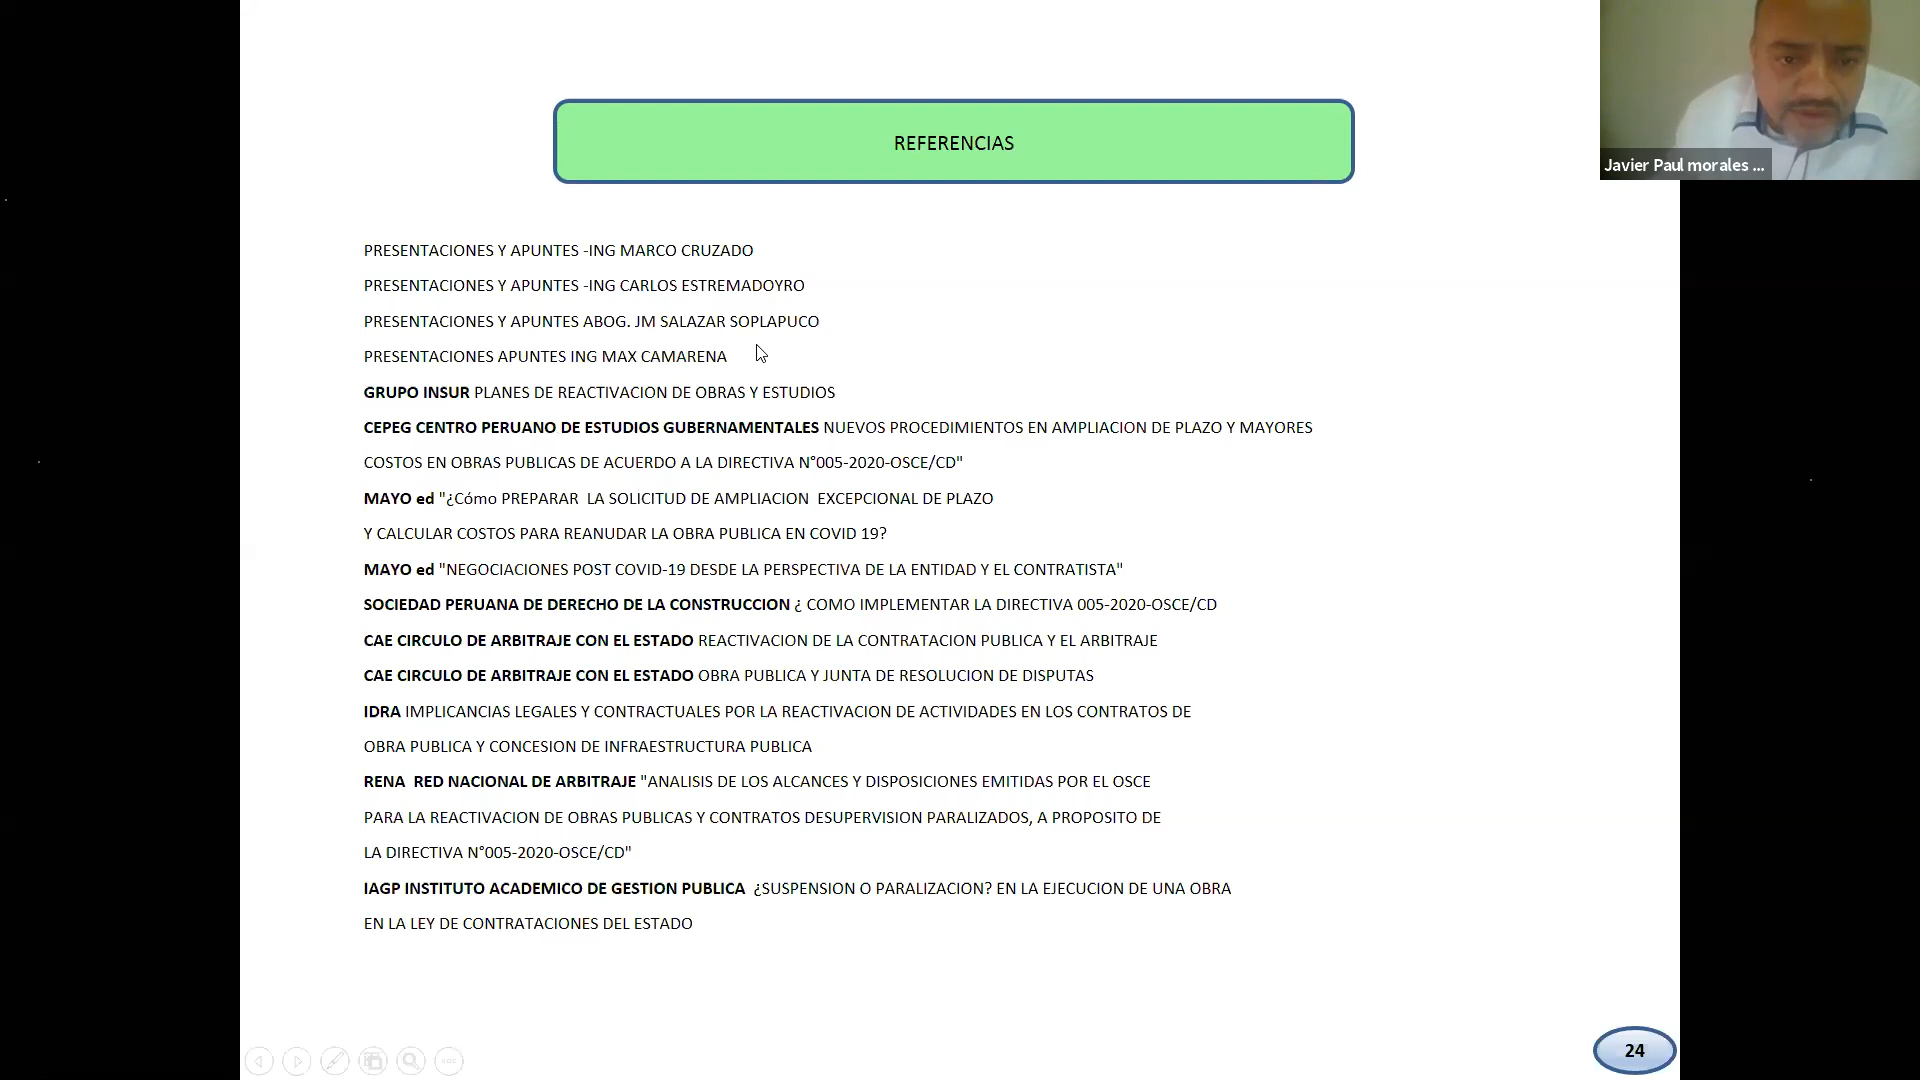 REFERENCIAS
Javier Paul morales ...
PRESENTACIONES Y APUNTES -ING MARCO CRUZADO
PRESENTACIONES Y APUNTES -ING CARLOS ESTREMADOYRO
PRESENTACIONES Y APUNTES ABOG. JM SALAZAR SOPLAPUCO
PRESENTACIONES APUNTES ING MAX CAMARENA
GRUPO INSUR PLANES DE REACTIVACION DE OBRAS Y ESTUDIOS
CEPEG CENTRO PERUANO DE ESTUDIOS GUBERNAMENTALES NUEVOS PROCEDIMIENTOS EN AMPLIACION DE PLAZO Y MAYORES
COSTOS EN OBRAS PUBLICAS DE ACUERDO A LA DIRECTIVA N°005-2020-OSCE/CD"
MAYO ed "¿Cómo PREPARAR  LA SOLICITUD DE AMPLIACION  EXCEPCIONAL DE PLAZO
Y CALCULAR COSTOS PARA REANUDAR LA OBRA PUBLICA EN COVID 19?
MAYO ed "NEGOCIACIONES POST COVID-19 DESDE LA PERSPECTIVA DE LA ENTIDAD Y EL CONTRATISTA"
SOCIEDAD PERUANA DE DERECHO DE LA CONSTRUCCION ¿ COMO IMPLEMENTAR LA DIRECTIVA 005-2020-OSCE/CD
CAE CIRCULO DE ARBITRAJE CON EL ESTADO REACTIVACION DE LA CONTRATACION PUBLICA Y EL ARBITRAJE
CAE CIRCULO DE ARBITRAJE CON EL ESTADO OBRA PUBLICA Y JUNTA DE RESOLUCION DE DISPUTAS
IDRA IMPLICANCIAS LEGALES Y CONTRACTUALES POR LA REACTIVACION DE ACTIVIDADES EN LOS CONTRATOS DE
OBRA PUBLICA Y CONCESION DE INFRAESTRUCTURA PUBLICA
RENA  RED NACIONAL DE ARBITRAJE "ANALISIS DE LOS ALCANCES Y DISPOSICIONES EMITIDAS POR EL OSCE
PARA LA REACTIVACION DE OBRAS PUBLICAS Y CONTRATOS DESUPERVISION PARALIZADOS, A PROPOSITO DE
LA DIRECTIVA N°005-2020-OSCE/CD"
IAGP INSTITUTO ACADEMICO DE GESTION PUBLICA  ¿SUSPENSION O PARALIZACION? EN LA EJECUCION DE UNA OBRA
EN LA LEY DE CONTRATACIONES DEL ESTADO
24